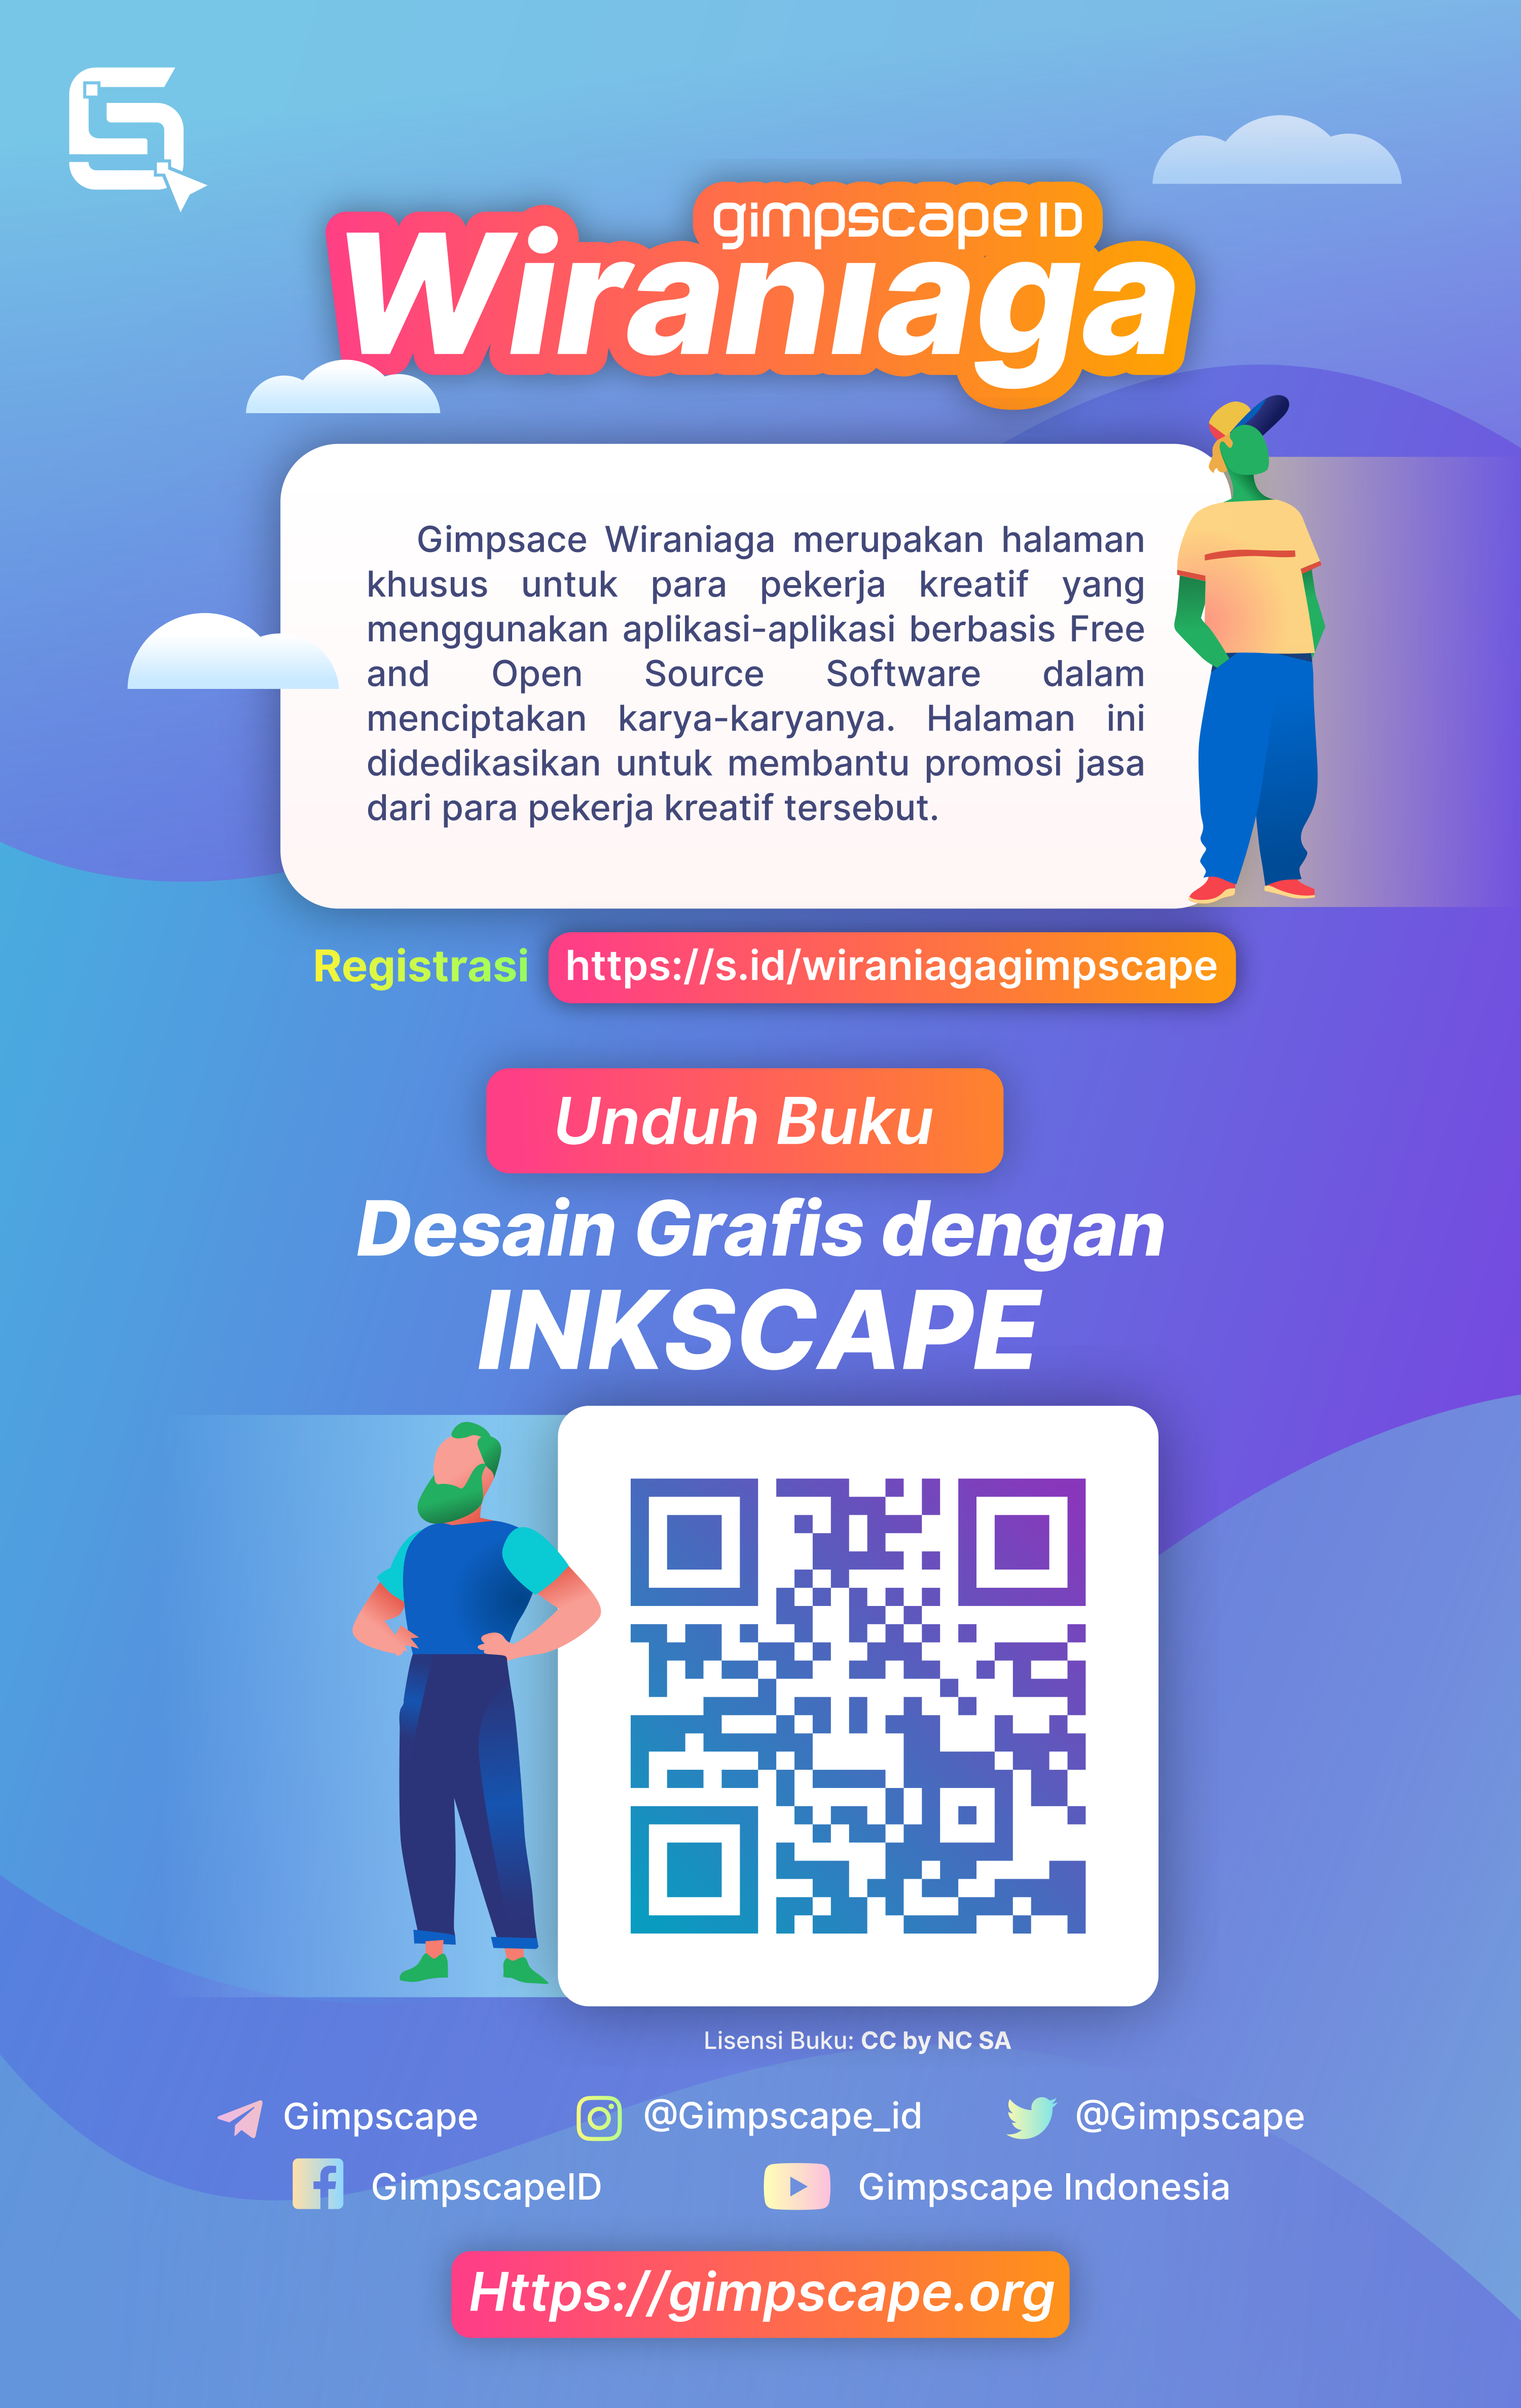 gimpscape ID
Wiranıaga
Gimpsace Wiraniaga merupakan halaman
khusus untuk para pekerja kreatif yang
menggunakan aplikasi-aplikasi berbasis Free
and Open Source Software dalam
menciptakan karya-karyanya. Halaman ini
didedikasikan untuk membantu promosi jasa
dari para pekerja kreatif tersebut.
Registrasi https://s.id/wiraniagagimpscape
Unduh Buku
Desain Grafis dengan
INKSCAPE
Lisensi Buku: CC by NC SA
Gimpscape @Gimpscape_id @Gimpscape
GimpscapeID Gimpscape Indonesia
Https://gimpscape.org